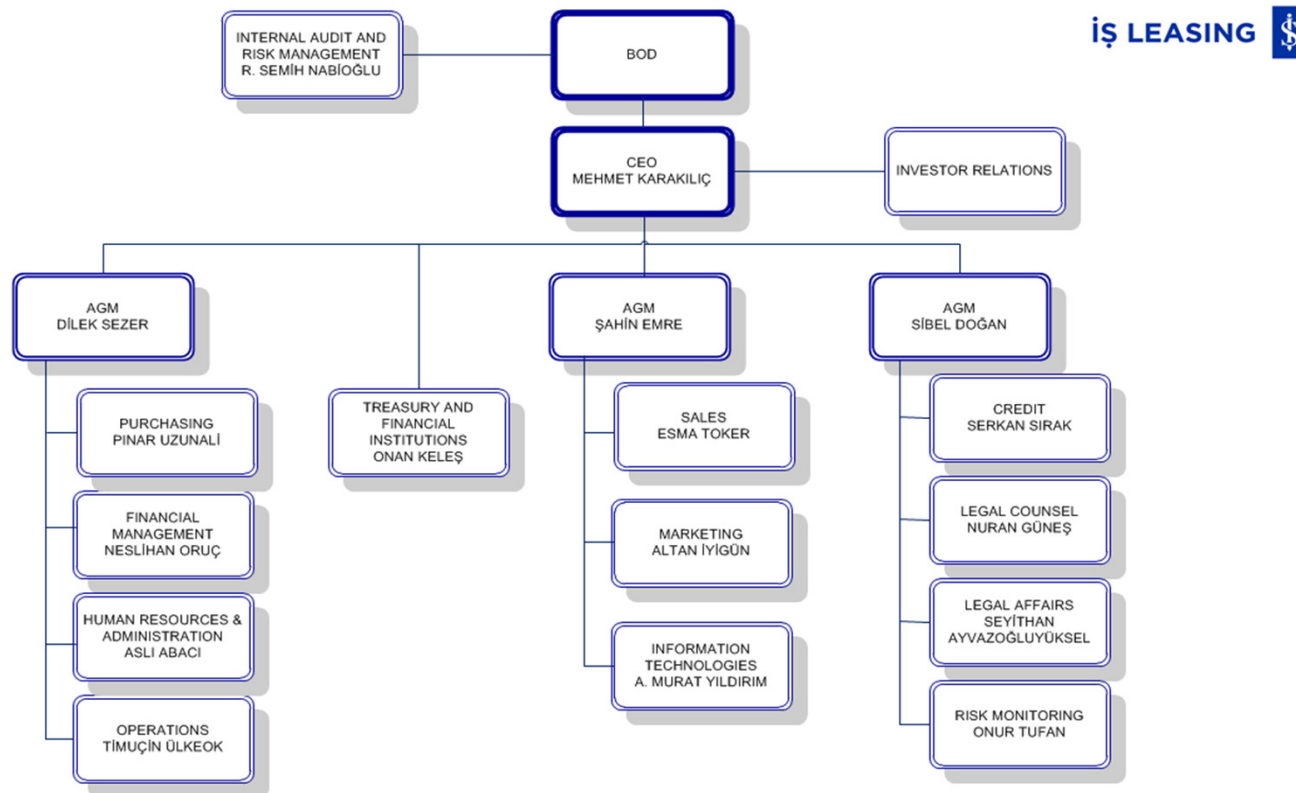 İŞ LEASING
INTERNAL AUDIT AND
RISK MANAGEMENT
R. SEMİH NABİOĞLU
BOD
CEO
MEHMET KARAKILIÇ
INVESTOR RELATIONS
AGM
DİLEK SEZER
AGM
ŞAHİN EMRE
AGM
SİBEL DOĞAN
PURCHASING
PINAR UZUNALİ
FINANCIAL
MANAGEMENT
NESLİHAN ORUÇ
HUMAN RESOURCES &
ADMINISTRATION
ASLI ABACI
OPERATIONS
TİMUÇİN ÜLKEOK
TREASURY AND
FINANCIAL
INSTITUTIONS
ONAN KELEŞ
SALES
ESMA TOKER
MARKETING
ALTAN İYİGÜN
INFORMATION
TECHNOLOGIES
A. MURAT YILDIRIM
CREDIT
SERKAN SIRAK
LEGAL COUNSEL
NURAN GÜNEŞ
LEGAL AFFAIRS
SEYİTHAN
AYVAZOĞLUYÜKSEL
RISK MONITORING
ONUR TUFAN